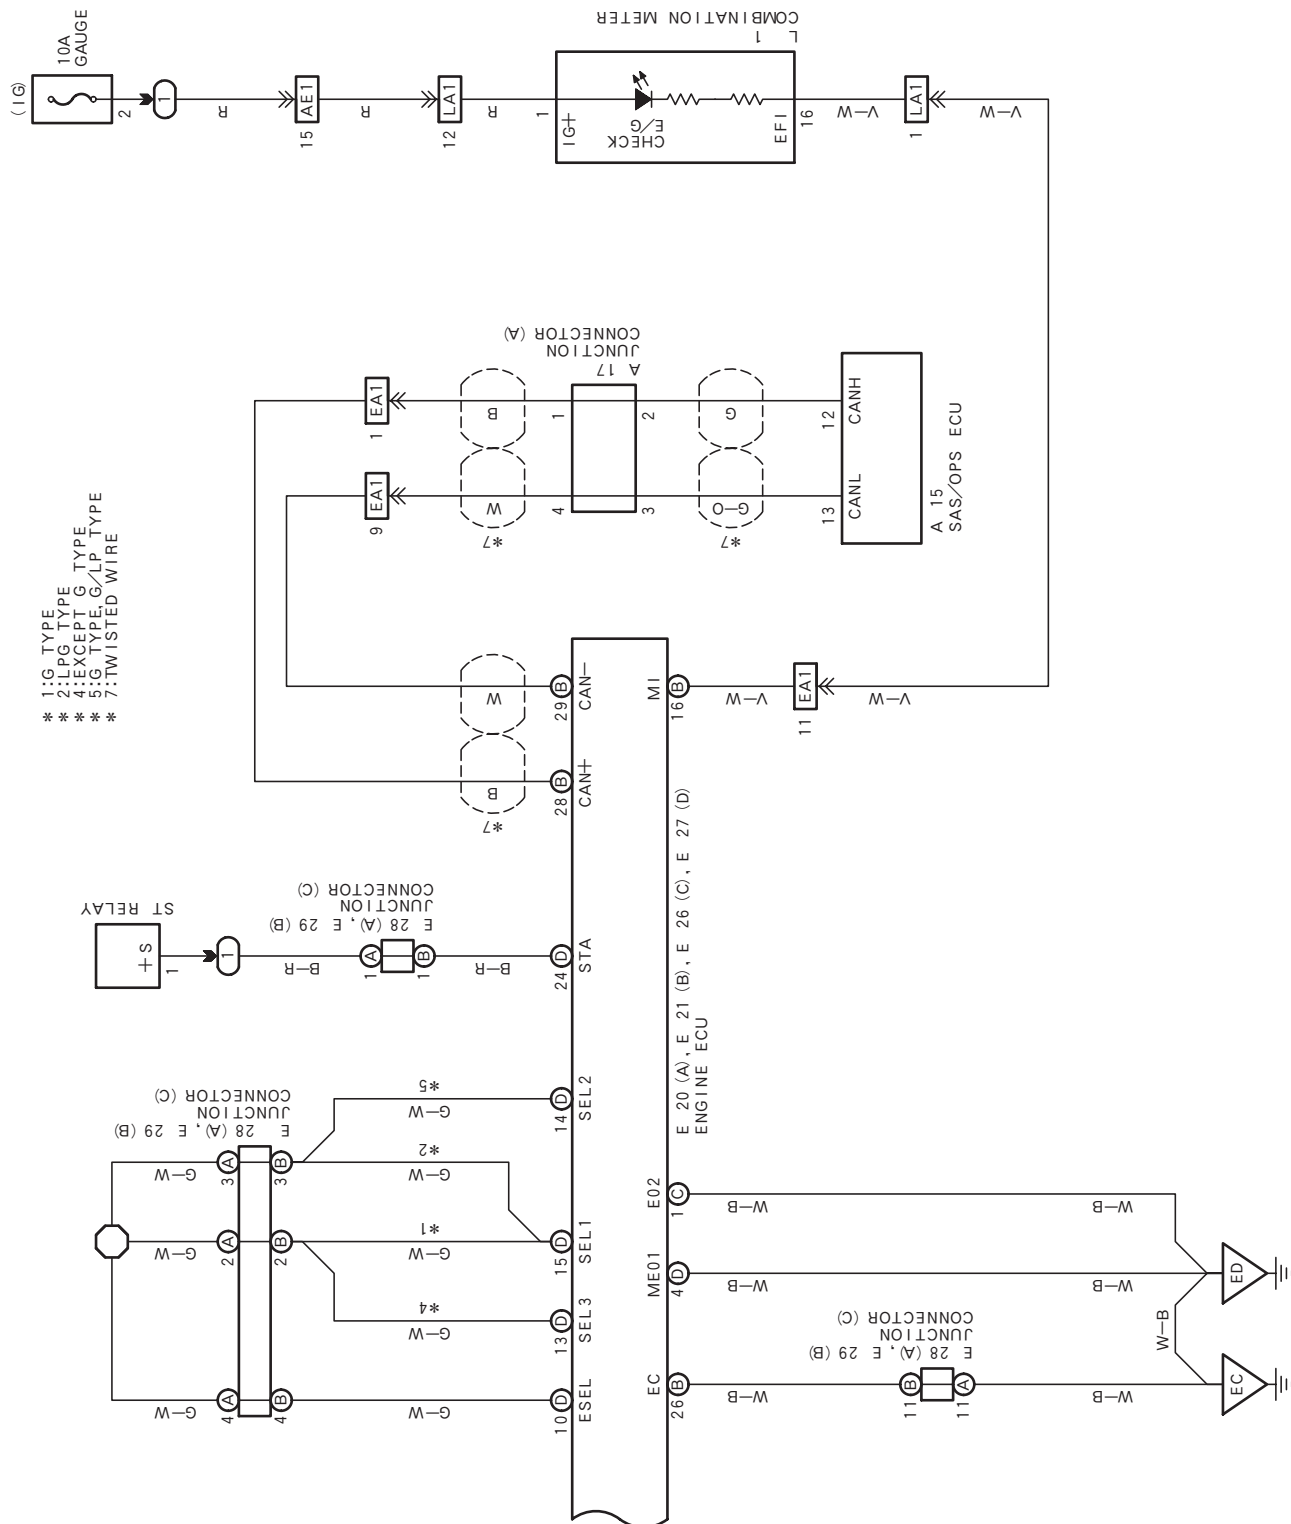 (IG)
10A
GAUGE
2
1
R
15
AE1
R
12
LA1
R
1
IG+
CHECK
E/G
EFI
16
L 1
COMBINATION METER
V-W
1
LA1
V-W
* 1:G TYPE
* 2:LPG TYPE
* 4:EXCEPT G TYPE
* 5:G TYPE,G/LP TYPE
* 7:TWISTED WIRE
1
EA1
B
1
2
G
12
CANH
9
EA1
W
*7
4
3
G-O
*7
13
CANL
A 17
JUNCTION
CONNECTOR (A)
A 15
SAS/OPS ECU
W
B
*7
29
B
CAN-
28
B
CAN+
MI
B
16
V-W
11
EA1
V-W
ST RELAY
+S
1
1
B-R
A
1
B
1
E 28 (A), E 29 (B)
JUNCTION
CONNECTOR (C)
B-R
24
D
STA
E 20 (A), E 21 (B), E 26 (C), E 27 (D)
ENGINE ECU
E 28 (A), E 29 (B)
JUNCTION
CONNECTOR (C)
G-W
3
A
3
B
*5
G-W
14
D
SEL2
*2
G-W
G-W
2
A
2
B
*1
G-W
15
D
SEL1
*4
G-W
13
D
SEL3
G-W
4
A
4
B
G-W
10
D
ESEL
E02
C
1
W-B
W-B
ME01
D
4
W-B
W-B
ED
EC
B
26
W-B
B
11
A
11
E 28 (A), E 29 (B)
JUNCTION
CONNECTOR (C)
W-B
W-B
EC